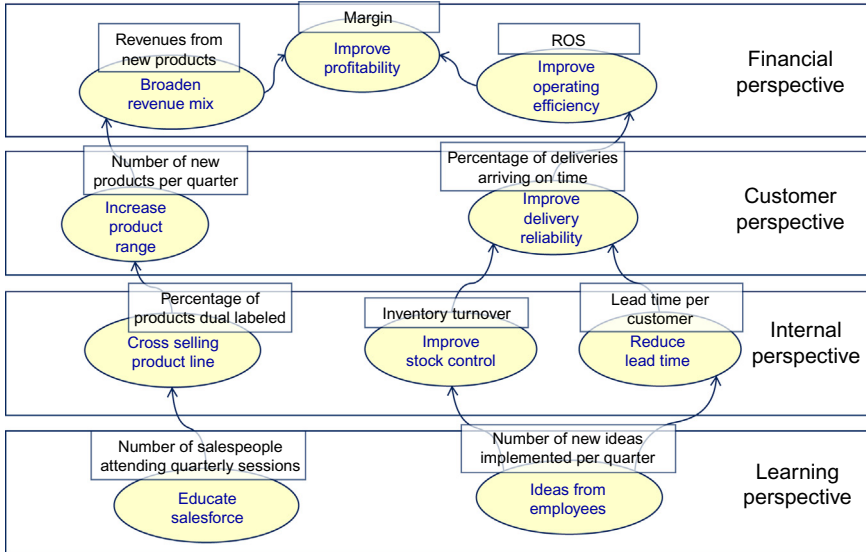 Margin
Improve
profitability
Revenues from
new products
Broaden
revenue mix
ROS
Improve
operating
efficiency
Financial
perspective
Number of new
products per quarter
Increase
product
range
Percentage of deliveries
arriving on time
Improve
delivery
reliability
Customer
perspective
Percentage of
products dual labeled
Cross selling
product line
Inventory turnover
Improve
stock control
Lead time per
customer
Reduce
lead time
Internal
perspective
Number of salespeople
attending quarterly sessions
Educate
salesforce
Number of new ideas
implemented per quarter
Ideas from
employees
Learning
perspective